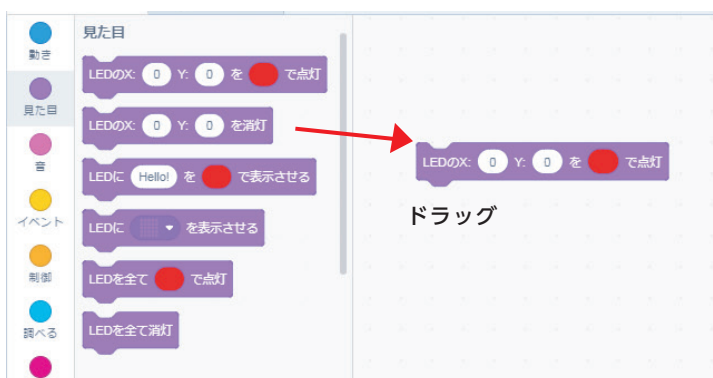 動き
見た目
音
イベント
制御
調べる
見た目
LEDのX: 0 Y: 0 を で点灯
LEDのX: 0 Y: 0 を消灯
LEDに Hello! を で表示させる
LEDに を表示させる
LEDを全て で点灯
LEDを全て消灯
LEDのX: 0 Y: 0 を で点灯
ドラッグ